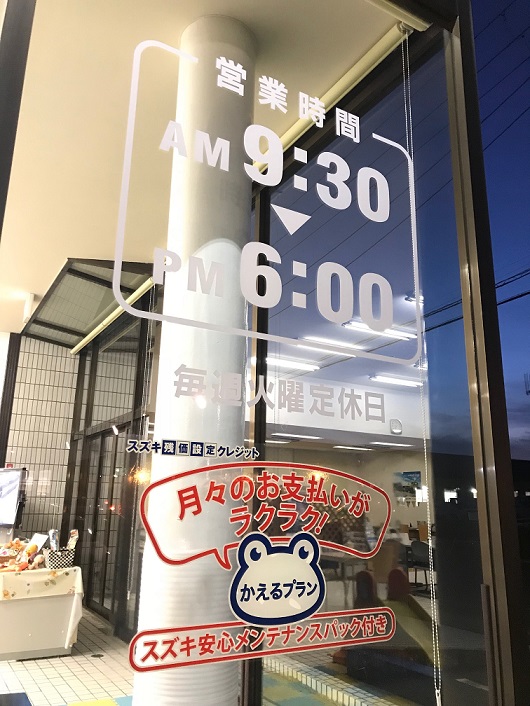 営業時間
AM 9:30
PM 6:00
毎週火曜定休日
スズキ残価設定クレジット
月々のお支払いが
ラクラク!
かえるプラン
スズキ安心メンテナンスパック付き